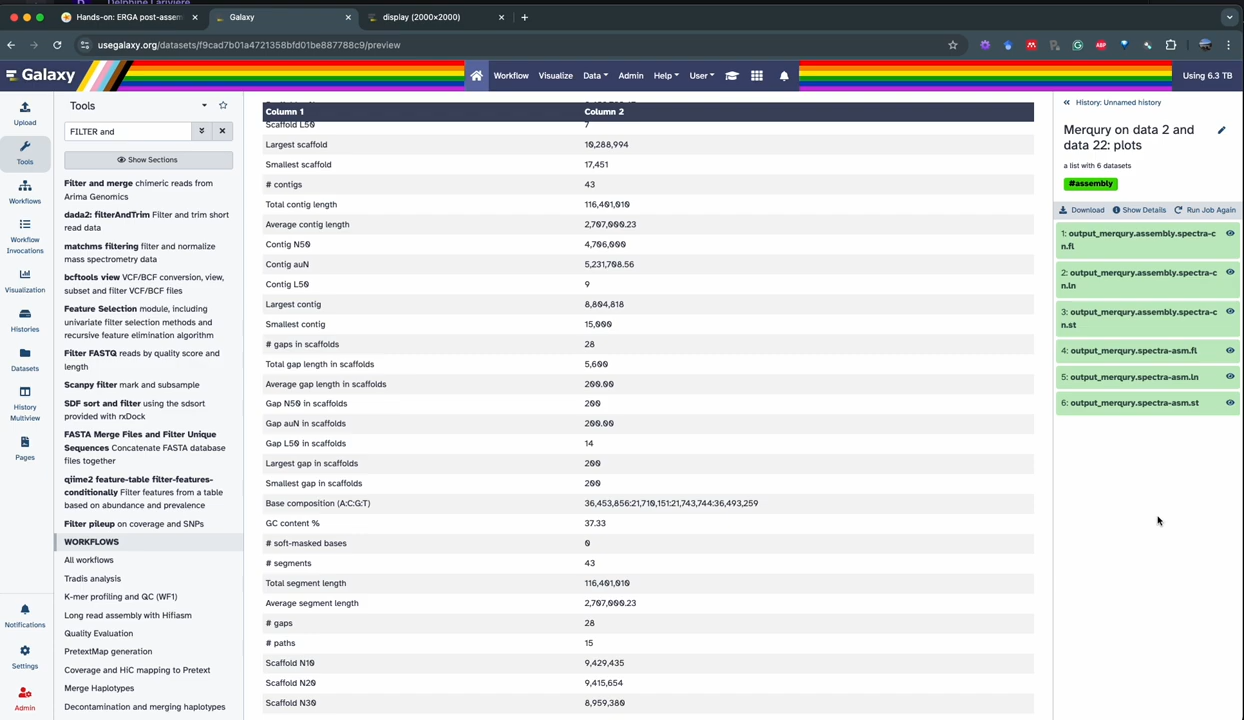 Delphine Lariviere
Hands-on: ERGA post-assem
Galaxy
display (2000×2000)
usegalaxy.org/datasets/f9cad7b01a4721358bfd01be887788c9/preview
Galaxy
Workflow
Visualize
Data
Admin
Help
User
Using 6.3 TB
Upload
Tools
Workflows
Workflow
Invocations
Visualization
Histories
Datasets
History
Multiview
Pages
Notifications
Settings
Admin
Tools
FILTER and
Show Sections
Filter and merge chimeric reads from
Arima Genomics
dada2: filterAndTrim Filter and trim short
read data
matchms filtering filter and normalize
mass spectrometry data
bcftools view VCF/BCF conversion, view,
subset and filter VCF/BCF files
Feature Selection module, including
univariate filter selection methods and
recursive feature elimination algorithm
Filter FASTQ reads by quality score and
length
Scanpy filter mark and subsample
SDF sort and filter using the sdsort
provided with rxDock
FASTA Merge Files and Filter Unique
Sequences Concatenate FASTA database
files together
qiime2 feature-table filter-features-
conditionally Filter features from a table
based on abundance and prevalence
Filter pileup on coverage and SNPs
WORKFLOWS
All workflows
Tradis analysis
K-mer profiling and QC (WF1)
Long read assembly with Hifiasm
Quality Evaluation
PretextMap generation
Coverage and HiC mapping to Pretext
Merge Haplotypes
Decontamination and merging haplotypes
Column 1 Column 2
Scaffold L50 7
Largest scaffold 10,288,994
Smallest scaffold 17,451
# contigs 43
Total contig length 116,401,010
Average contig length 2,707,000.23
Contig N50 4,706,000
Contig auN 5,231,708.56
Contig L50 9
Largest contig 8,804,818
Smallest contig 15,000
# gaps in scaffolds 28
Total gap length in scaffolds 5,600
Average gap length in scaffolds 200.00
Gap N50 in scaffolds 200
Gap auN in scaffolds 200.00
Gap L50 in scaffolds 14
Largest gap in scaffolds 200
Smallest gap in scaffolds 200
Base composition (A:C:G:T) 36,453,856:21,710,151:21,743,744:36,493,259
GC content % 37.33
# soft-masked bases 0
# segments 43
Total segment length 116,401,010
Average segment length 2,707,000.23
# gaps 28
# paths 15
Scaffold N10 9,429,435
Scaffold N20 9,415,654
Scaffold N30 8,959,380
« History: Unnamed history
Merqury on data 2 and
data 22: plots
a list with 6 datasets
#assembly
Download Show Details Run Job Again
1: output_merqury.assembly.spectra-c
n.fl
2: output_merqury.assembly.spectra-c
n.ln
3: output_merqury.assembly.spectra-c
n.st
4: output_merqury.spectra-asm.fl
5: output_merqury.spectra-asm.ln
6: output_merqury.spectra-asm.st